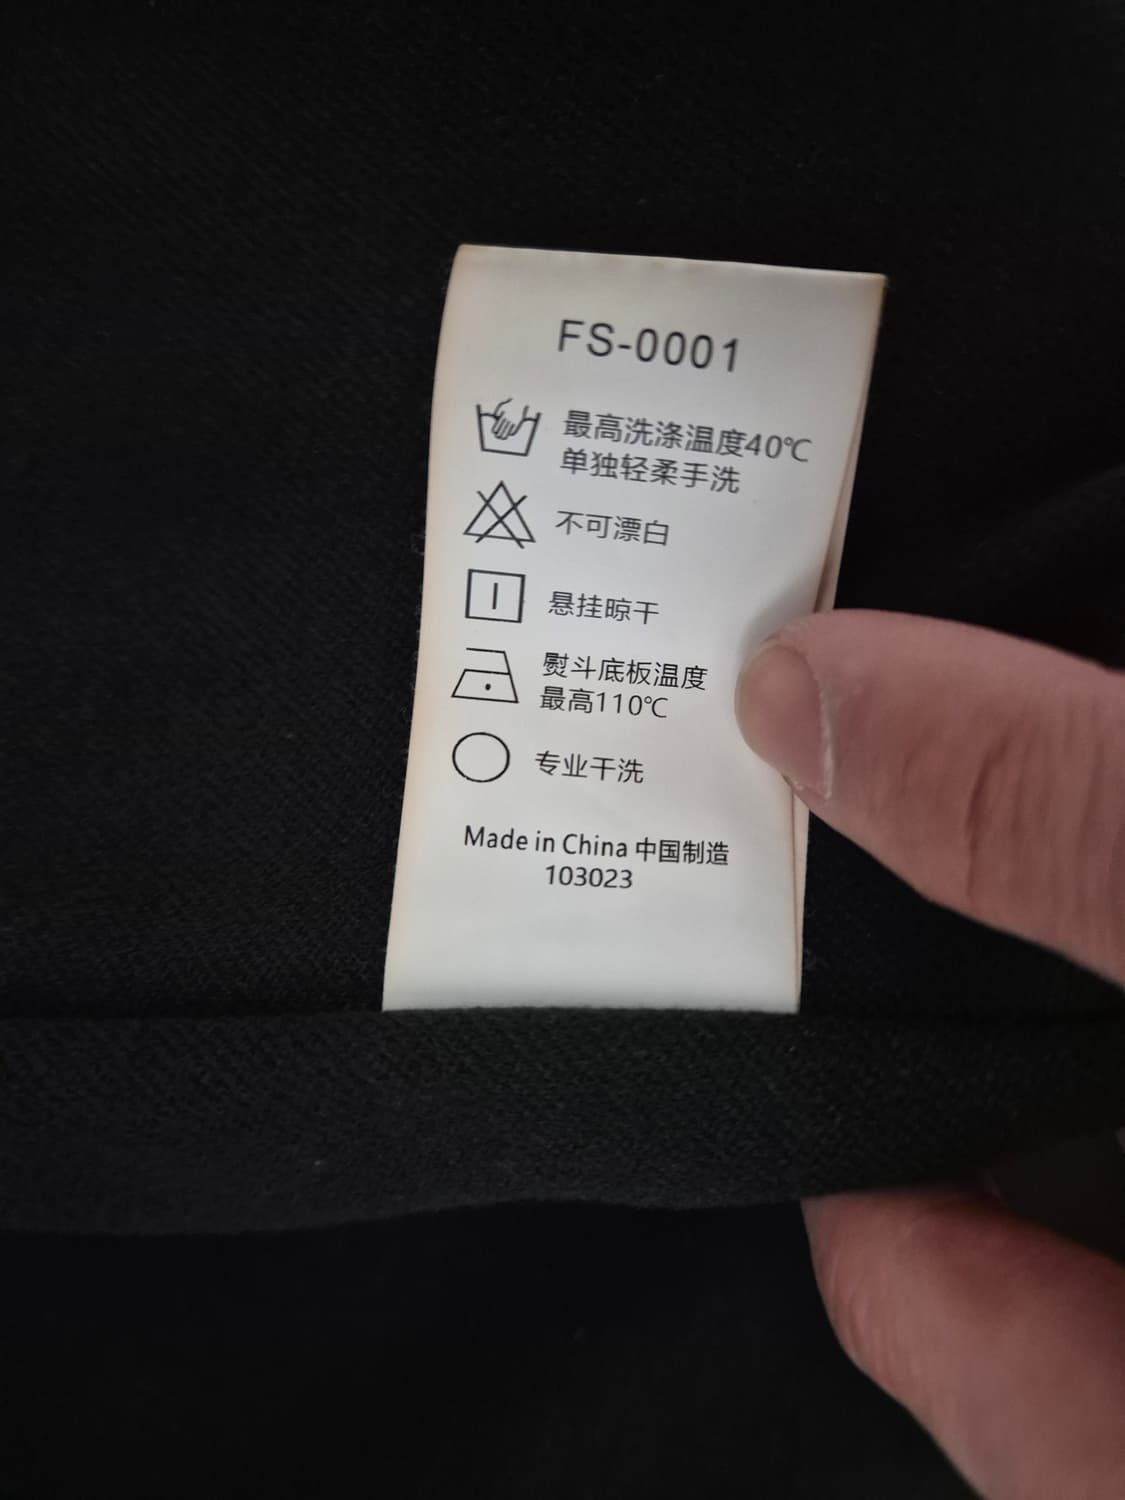 FS-0001
最高洗涤温度40℃
单独轻柔手洗
不可漂白
悬挂晾干
熨斗底板温度
最高110℃
专业干洗
Made in China 中国制造
103023